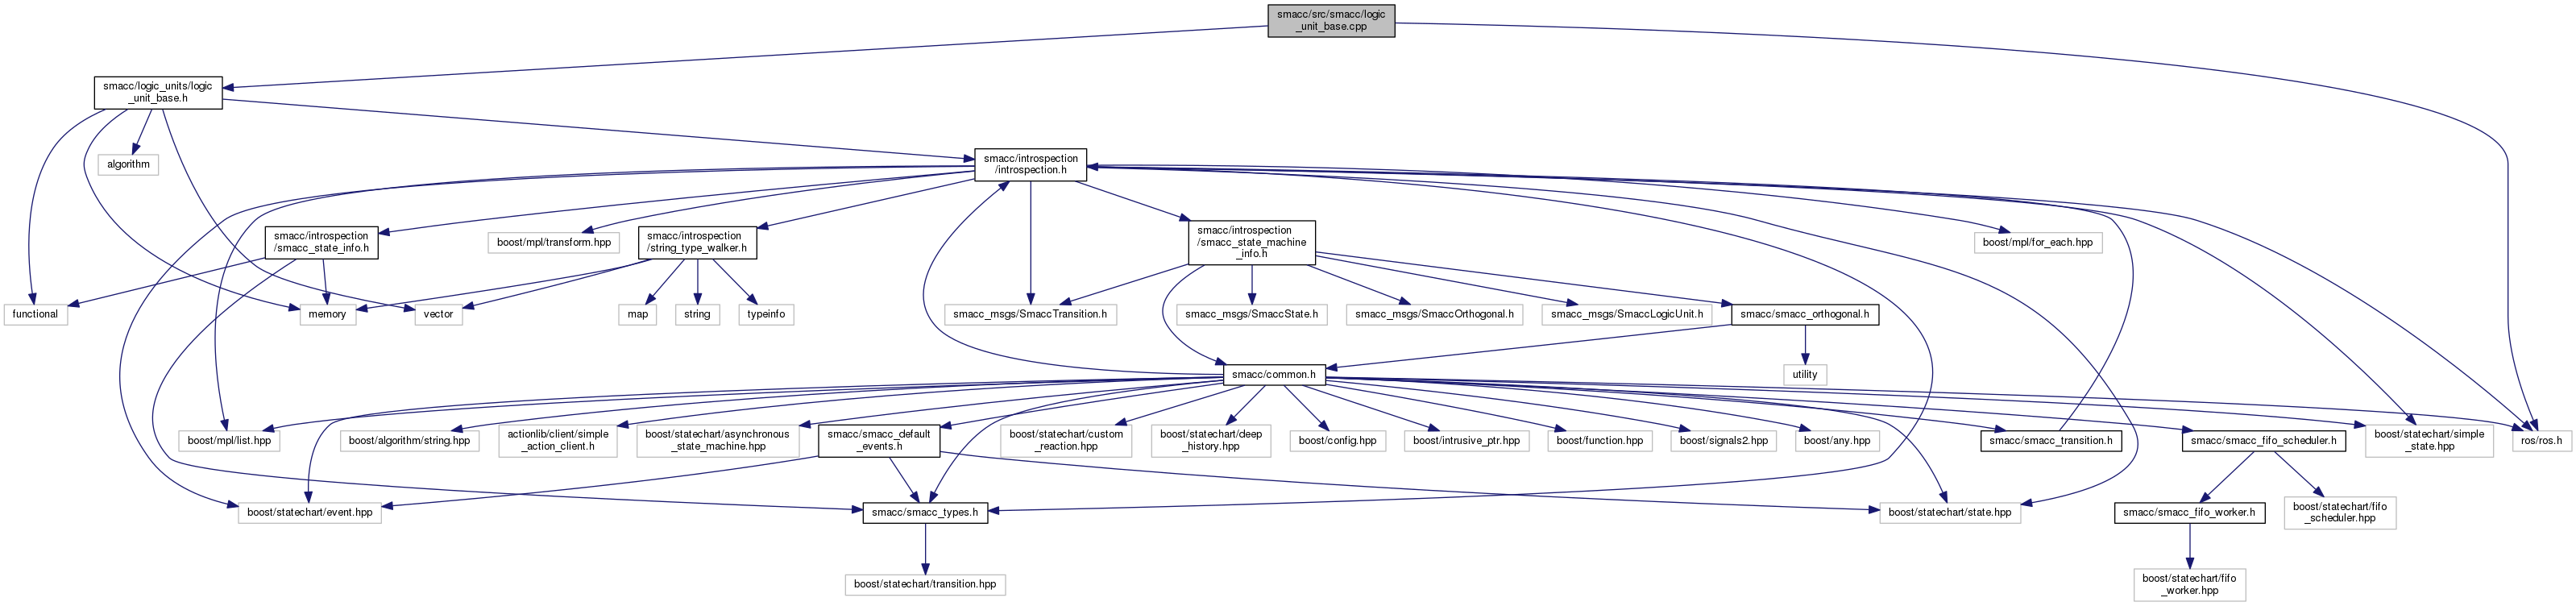 smacc/src/smacc/logic
_unit_base.cpp
smacc/logic_units/logic
_unit_base.h
algorithm
smacc/introspection
/introspection.h
smacc/introspection
/smacc_state_info.h
boost/mpl/transform.hpp
smacc/introspection
/string_type_walker.h
smacc/introspection
/smacc_state_machine
_info.h
boost/mpl/for_each.hpp
functional
memory
vector
map
string
typeinfo
smacc_msgs/SmaccTransition.h
smacc_msgs/SmaccState.h
smacc_msgs/SmaccOrthogonal.h
smacc_msgs/SmaccLogicUnit.h
smacc/smacc_orthogonal.h
smacc/common.h
utility
boost/mpl/list.hpp
boost/algorithm/string.hpp
actionlib/client/simple
_action_client.h
boost/statechart/asynchronous
_state_machine.hpp
smacc/smacc_default
_events.h
boost/statechart/custom
_reaction.hpp
boost/statechart/deep
_history.hpp
boost/config.hpp
boost/intrusive_ptr.hpp
boost/function.hpp
boost/signals2.hpp
boost/any.hpp
smacc/smacc_transition.h
smacc/smacc_fifo_scheduler.h
boost/statechart/simple
_state.hpp
ros/ros.h
boost/statechart/event.hpp
smacc/smacc_types.h
boost/statechart/state.hpp
smacc/smacc_fifo_worker.h
boost/statechart/fifo
_scheduler.hpp
boost/statechart/transition.hpp
boost/statechart/fifo
_worker.hpp